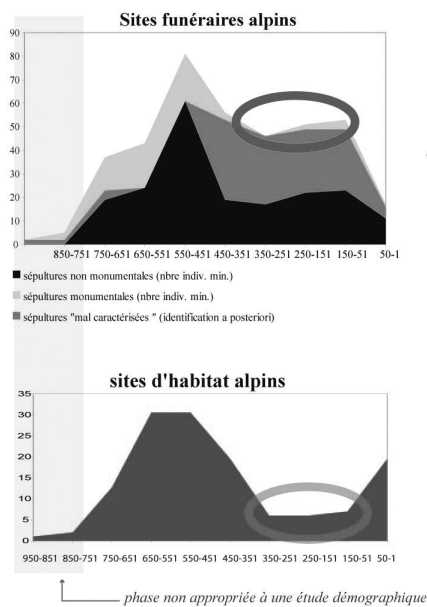 Sites funéraires alpins
90
80
70
60
50
40
30
20
10
0
850-751 750-651 650-551 550-451 450-351 350-251 250-151 150-51 50-1
sépultures non monumentales (nbre indiv. min.)
sépultures monumentales (nbre indiv. min.)
sépultures "mal caractérisées " (identification a posteriori)
sites d'habitat alpins
35
30
25
20
15
10
5
0
950-851 850-751 750-651 650-551 550-451 450-351 350-251 250-151 150-51 50-1
phase non appropriée à une étude démographique